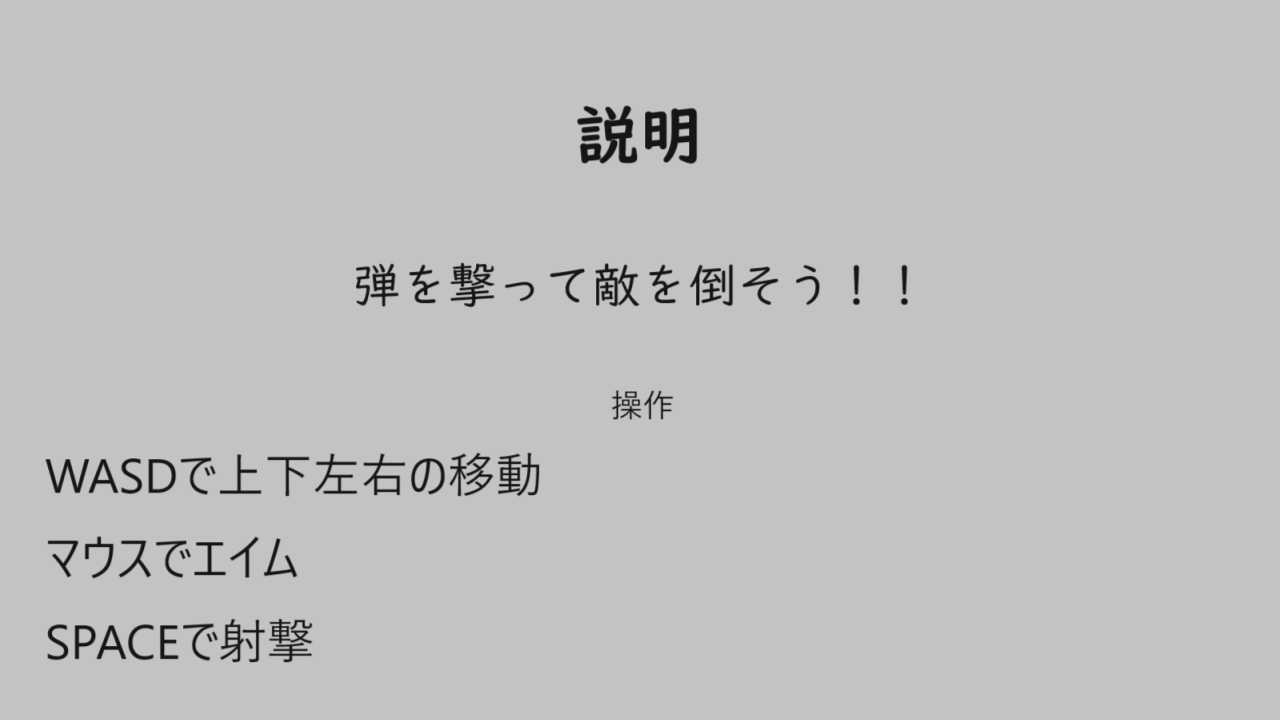 説明
弾を撃って敵を倒そう！！
操作
WASDで上下左右の移動
マウスでエイム
SPACEで射撃